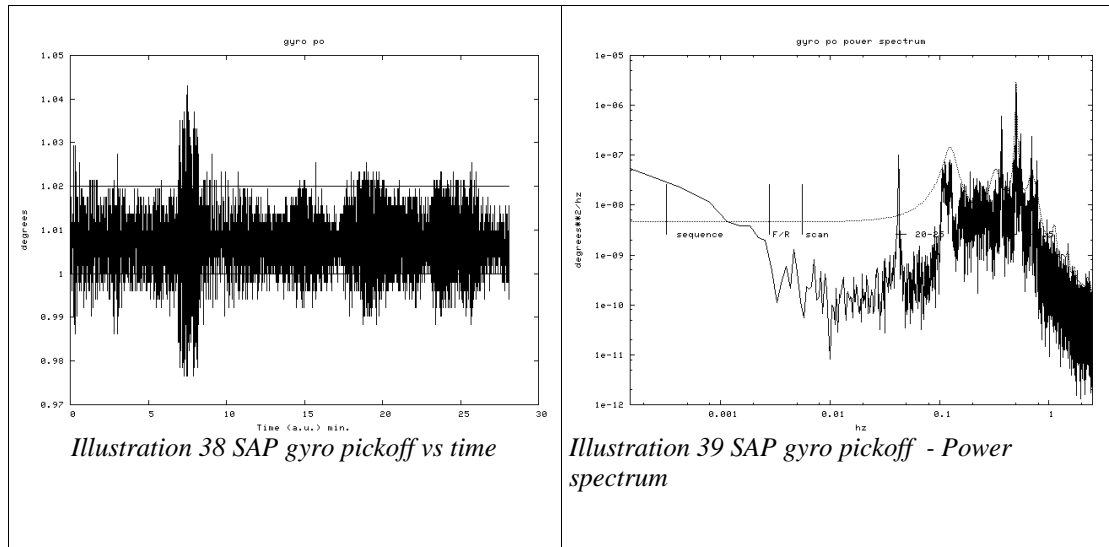 gyro po
1.05
1.04
1.03
1.02
1.01
1
0.99
0.98
0.97
degrees
0 5 10 15 20 25 30
Time (a.u.) min.
Illustration 38 SAP gyro pickoff vs time
gyro po power spectrum
1e-05
1e-06
1e-07
1e-08
1e-09
1e-10
1e-11
1e-12
degrees**2/hz
sequence F/R scan
0.001 0.01 0.1 1
hz
Illustration 39 SAP gyro pickoff - Power
spectrum